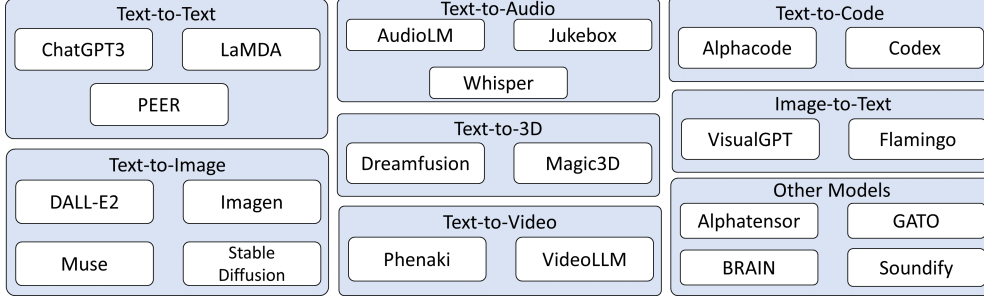 Text-to-Text
ChatGPT3
LaMDA
PEER
Text-to-Image
DALL-E2
Imagen
Muse
Stable
Diffusion
Text-to-Audio
AudioLM
Jukebox
Whisper
Text-to-3D
Dreamfusion
Magic3D
Text-to-Video
Phenaki
VideoLLM
Text-to-Code
Alphacode
Codex
Image-to-Text
VisualGPT
Flamingo
Other Models
Alphatensor
GATO
BRAIN
Soundify